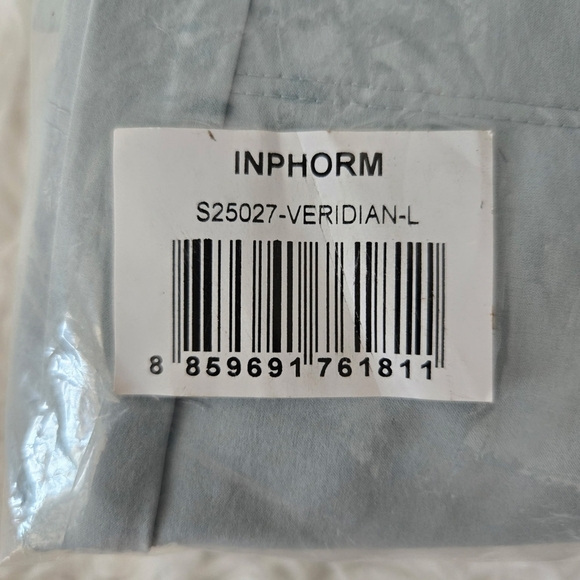 INPHORM
S25027-VERIDIAN-L
8 859691 761811